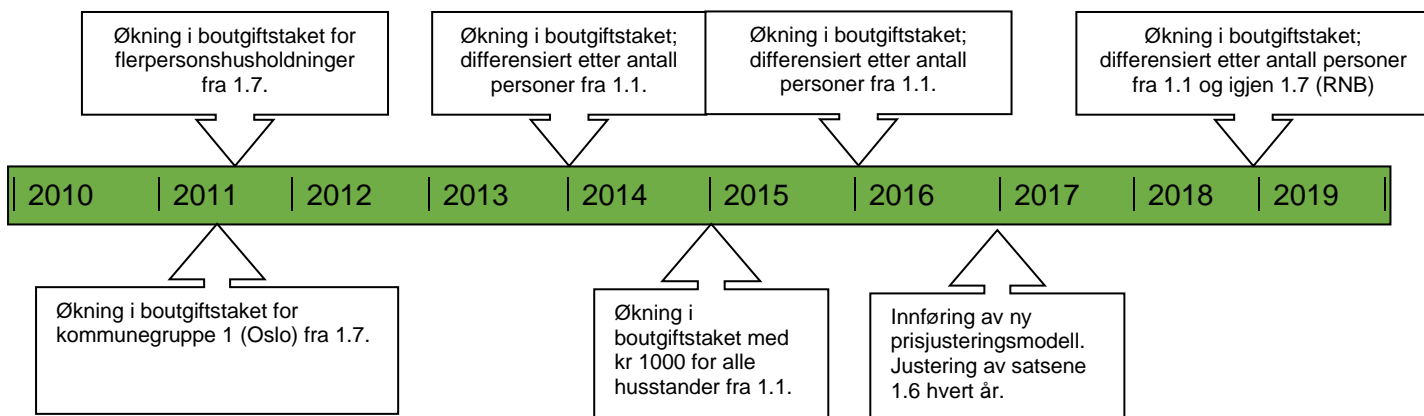 Økning i boutgiftstaket for
flerpersonshusholdninger
fra 1.7.
Økning i boutgiftstaket;
differensiert etter antall
personer fra 1.1.
Økning i boutgiftstaket;
differensiert etter antall
personer fra 1.1.
Økning i boutgiftstaket;
differensiert etter antall personer
fra 1.1 og igjen 1.7 (RNB)
2010 2011 2012 2013 2014 2015 2016 2017 2018 2019
Økning i boutgiftstaket for
kommunegruppe 1 (Oslo) fra 1.7.
Økning i
boutgiftstaket med
kr 1000 for alle
husstander fra 1.1.
Innføring av ny
prisjusteringsmodell.
Justering av satsene
1.6 hvert år.